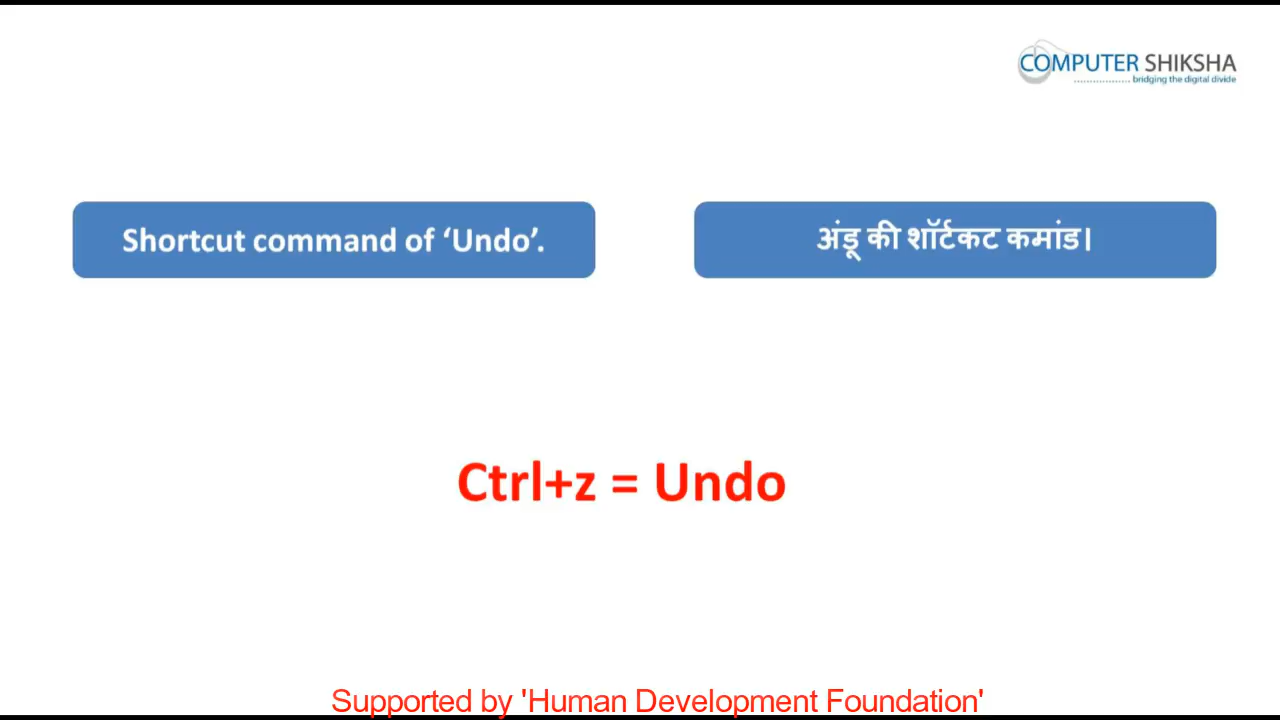 COMPUTER SHIKSHA
bridging the digital divide
Shortcut command of ‘Undo’.
अंडू की शॉर्टकट कमांड।
Ctrl+z = Undo
Supported by 'Human Development Foundation'